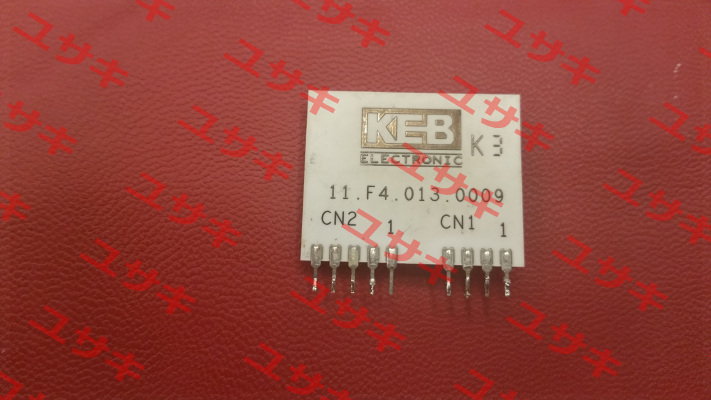 KEB
ELECTRONIC
K3
11.F4.013.0009
CN2 1 CN1 1
ユサキ